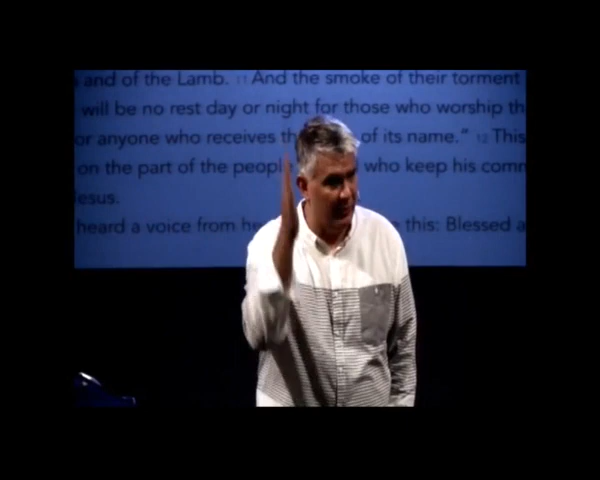 and of the Lamb. 11 And the smoke of their torment
will be no rest day or night for those who worship th
or anyone who receives th of its name." 12 This
on the part of the people who keep his comm
Jesus.
heard a voice from he this: Blessed a